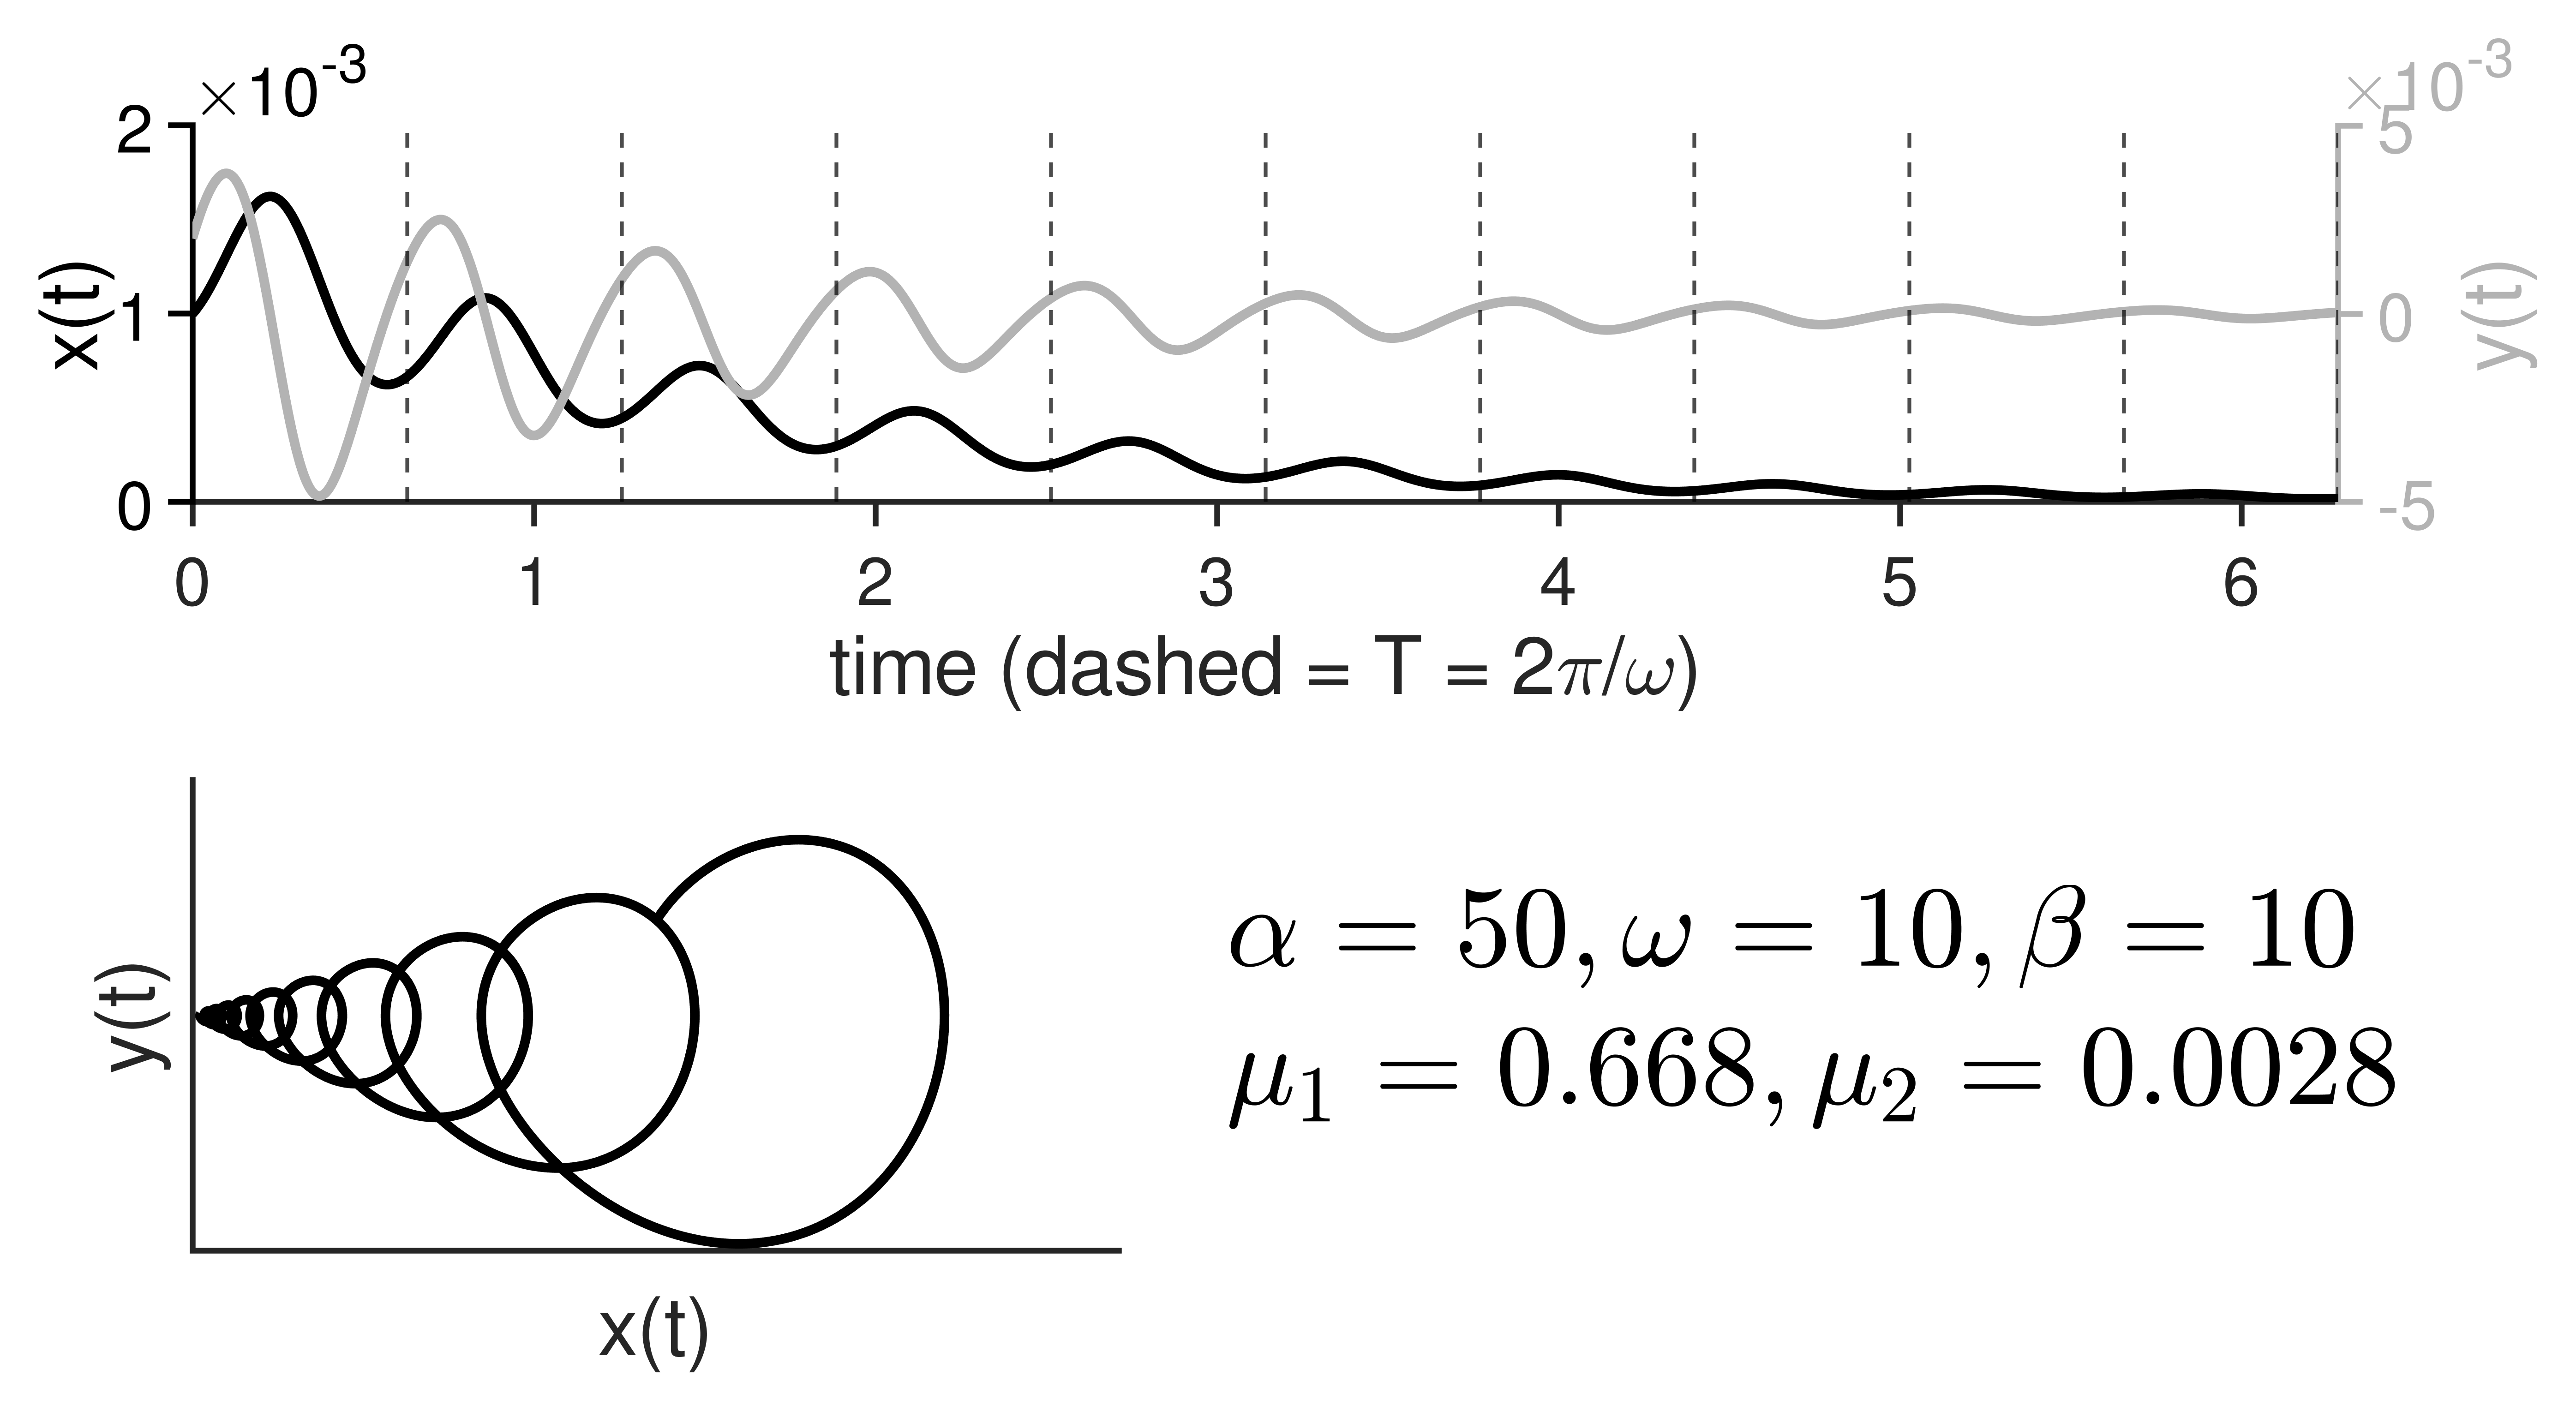 ×10⁻³
×10⁻³
2
1
0
x(t)
5
0
-5
y(t)
0 1 2 3 4 5 6
time (dashed = T = 2π/ω)
y(t)
x(t)
α = 50, ω = 10, β = 10
μ₁ = 0.668, μ₂ = 0.0028